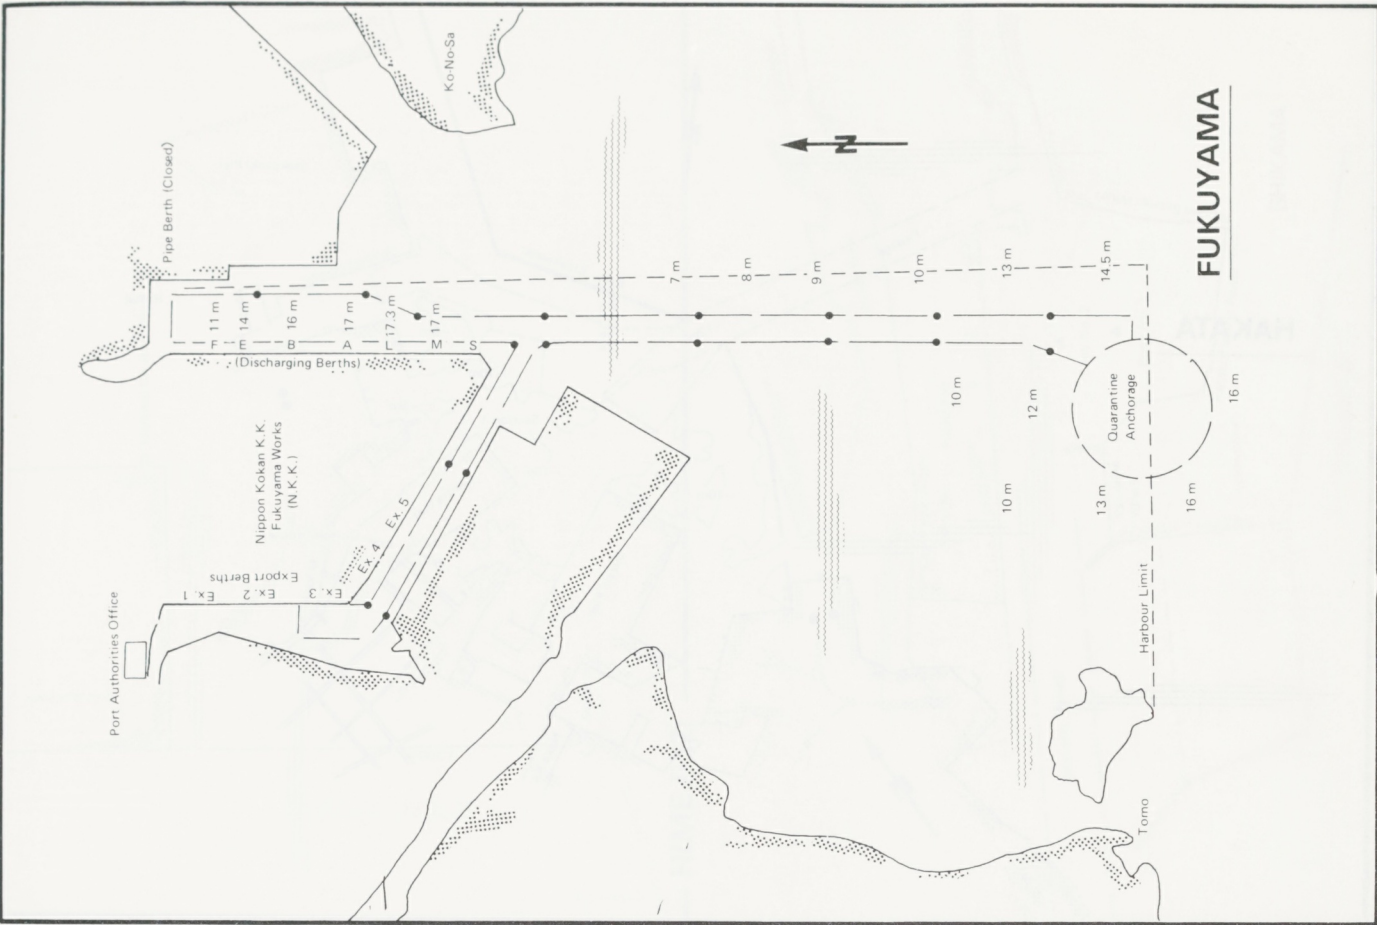 FUKUYAMA
N
Ko-No-Sa
Pipe Berth (Closed)
11 m
14 m
16 m
17 m
17.3 m
17 m
F E B A L M S
(Discharging Berths)
Nippon Kokan K.K.
Fukuyama Works
(N.K.K.)
Export Berths
Ex. 1
Ex. 2
Ex. 3
Ex. 4
Ex. 5
Port Authorities Office
7 m
8 m
9 m
10 m
13 m
14.5 m
10 m
12 m
Quarantine
Anchorage
16 m
10 m
13 m
16 m
Harbour Limit
Tomo
HAKATA